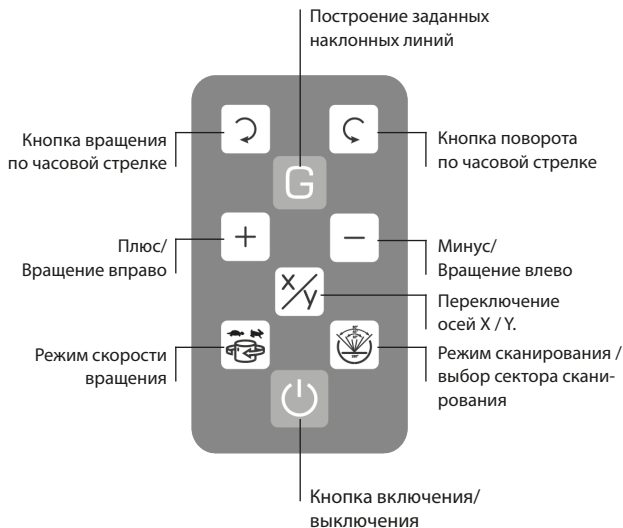 Построение заданных
наклонных линий
Кнопка вращения
по часовой стрелке
Кнопка поворота
по часовой стрелке
G
Плюс/
Вращение вправо
+
−
Минус/
Вращение влево
X/y
Переключение
осей X / Y.
Режим скорости
вращения
Режим сканирования /
выбор сектора скани-
рования
Кнопка включения/
выключения